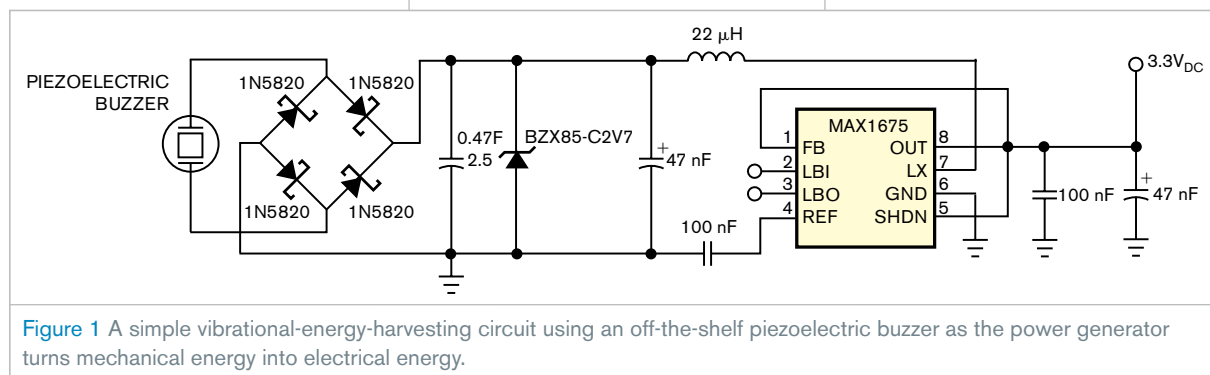 PIEZOELECTRIC
BUZZER
1N5820
1N5820
1N5820
1N5820
0.47F
2.5
BZX85-C2V7
+
47 nF
22 μH
100 nF
MAX1675
1
FB
2
LBI
3
LBO
4
REF
OUT
8
LX
7
GND
6
SHDN
5
100 nF
+
47 nF
3.3VDC
Figure 1 A simple vibrational-energy-harvesting circuit using an off-the-shelf piezoelectric buzzer as the power generator
turns mechanical energy into electrical energy.